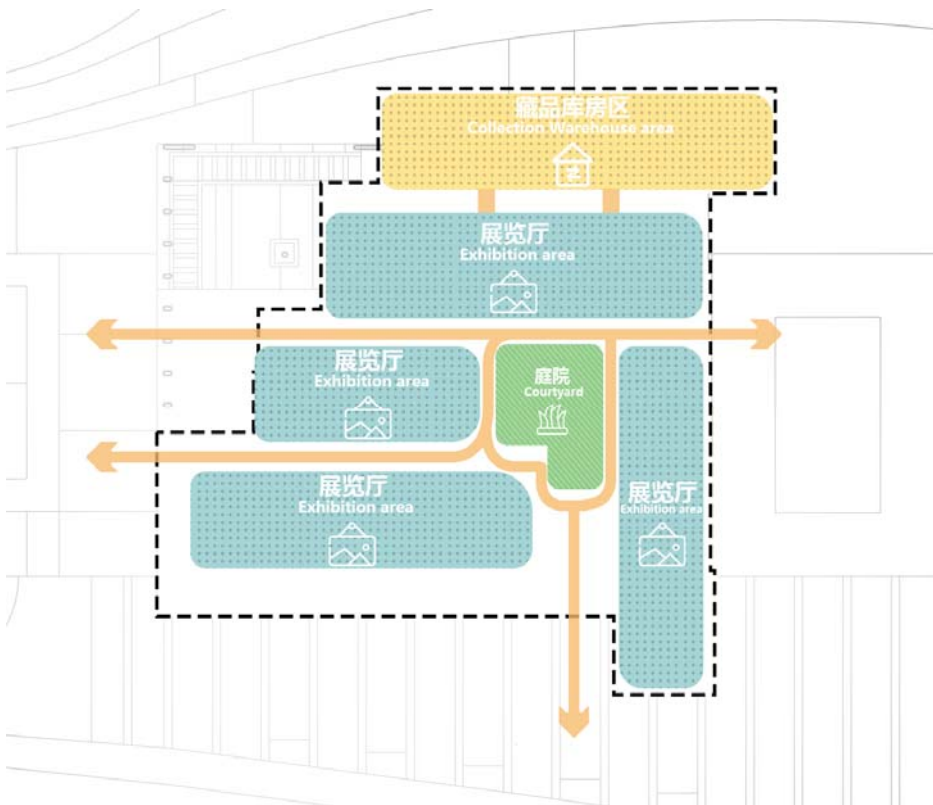 藏品库房区
Collection Warehouse area
展览厅
Exhibition area
展览厅
Exhibition area
庭院
Courtyard
展览厅
Exhibition area
展览厅
Exhibition area